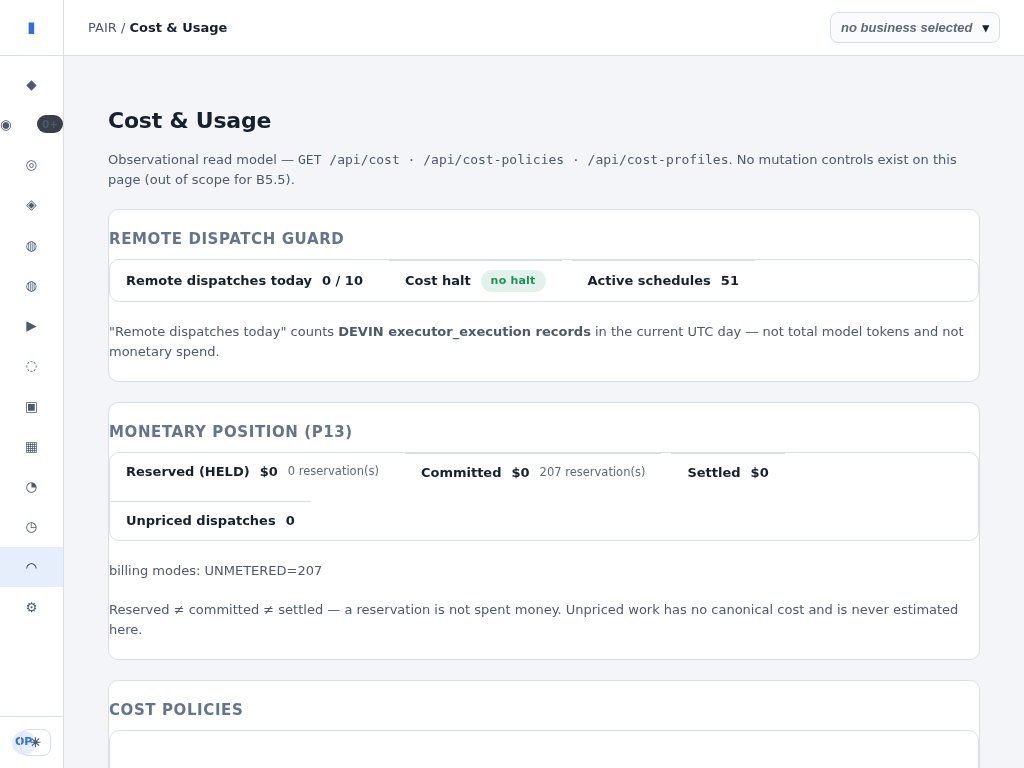 PAIR / Cost & Usage
no business selected ▾
0+
Cost & Usage
Observational read model — GET /api/cost · /api/cost-policies · /api/cost-profiles. No mutation controls exist on this
page (out of scope for B5.5).
REMOTE DISPATCH GUARD
Remote dispatches today 0 / 10 Cost halt no halt Active schedules 51
"Remote dispatches today" counts DEVIN executor_execution records in the current UTC day — not total model tokens and not
monetary spend.
MONETARY POSITION (P13)
Reserved (HELD) $0 0 reservation(s) Committed $0 207 reservation(s) Settled $0
Unpriced dispatches 0
billing modes: UNMETERED=207
Reserved ≠ committed ≠ settled — a reservation is not spent money. Unpriced work has no canonical cost and is never estimated
here.
COST POLICIES
OP